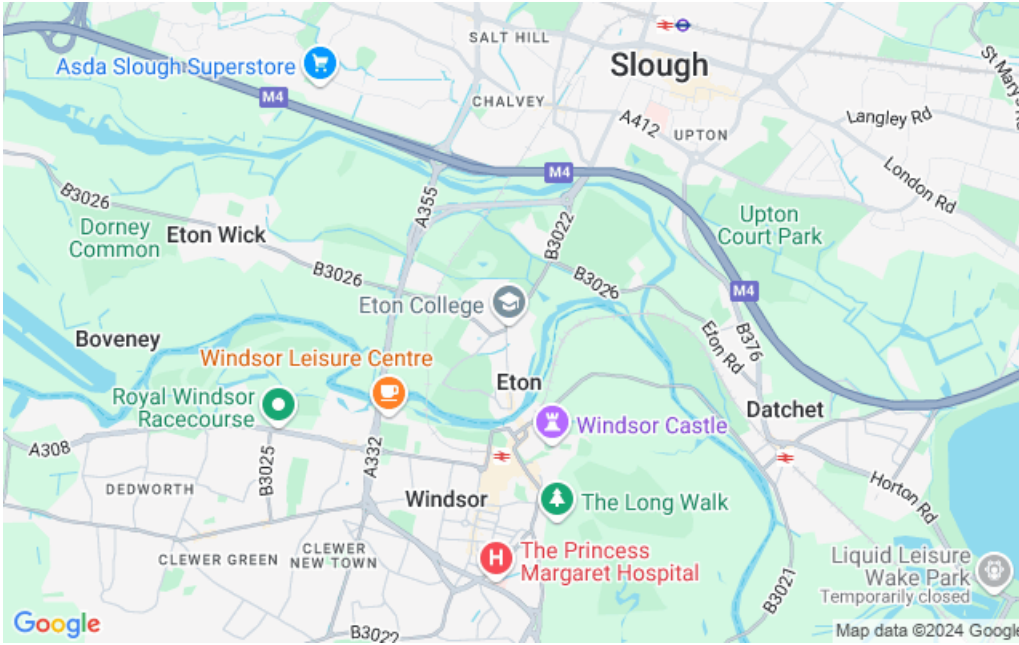 SALT HILL
Slough
Asda Slough Superstore
M4
CHALVEY
A412
UPTON
Langley Rd
St Mary's Rd
London Rd
M4
B3026
A355
Dorney
Common
Eton Wick
B3022
Upton
Court Park
B3026
B3026
M4
Eton College
B376
Eton Rd
Boveney
Windsor Leisure Centre
Eton
Royal Windsor
Racecourse
Windsor Castle
Datchet
A308
B3025
A332
DEDWORTH
Windsor
The Long Walk
Horton Rd
CLEWER GREEN
CLEWER
NEW TOWN
H
The Princess
Margaret Hospital
Liquid Leisure
Wake Park
Temporarily closed
B3021
Google
B3022
Map data ©2024 Google